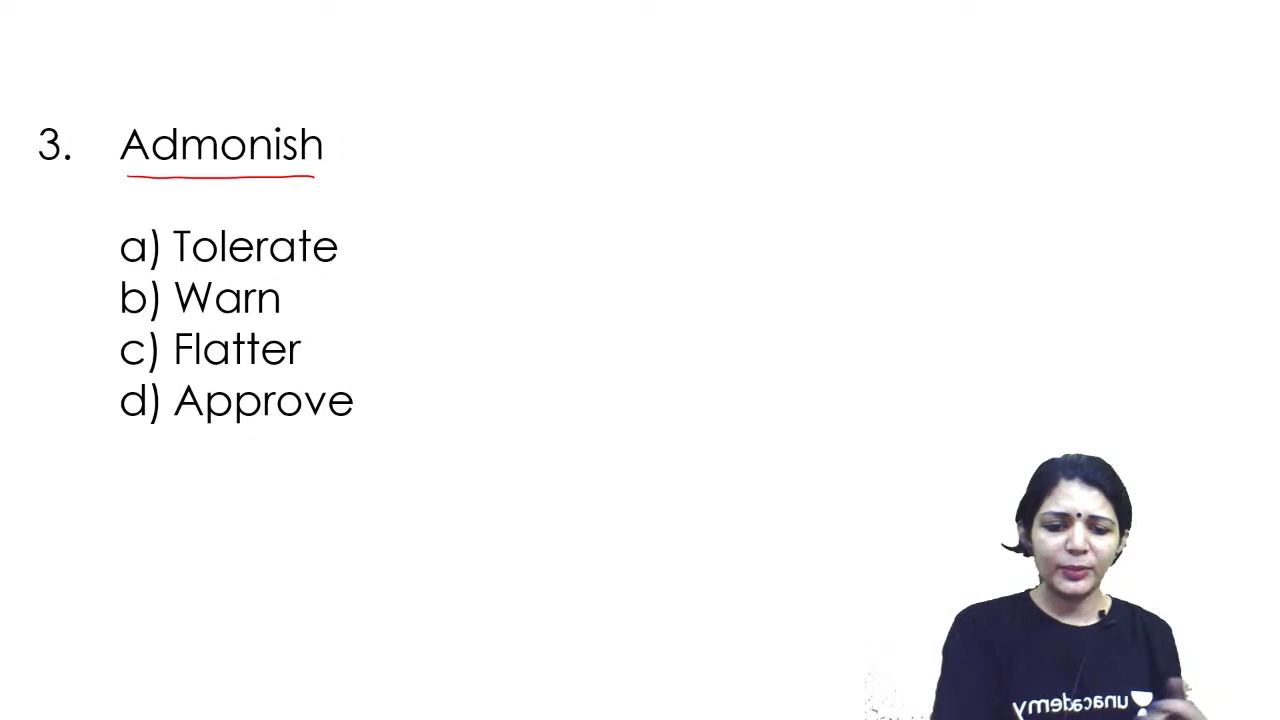 3. Admonish
a) Tolerate
b) Warn
c) Flatter
d) Approve
unacademy